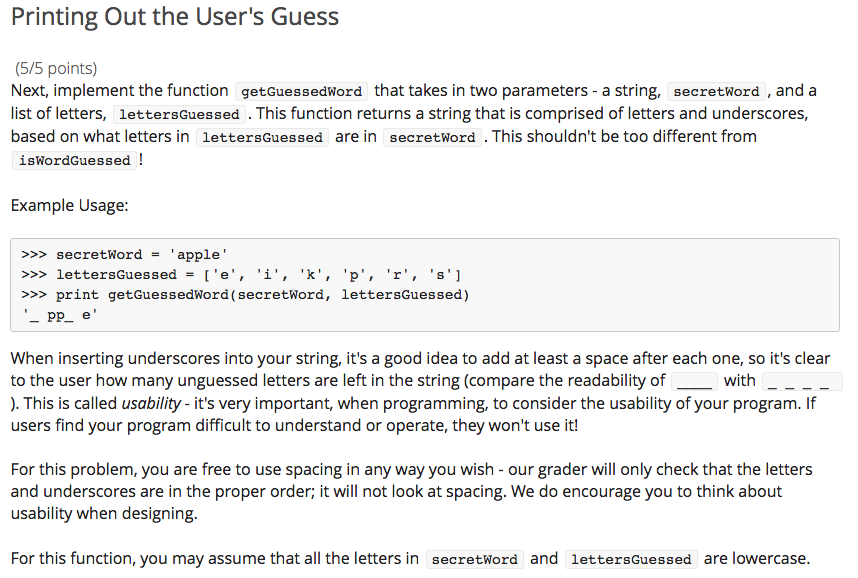 Printing Out the User's Guess
(5/5 points)
Next, implement the function getGuessedWord that takes in two parameters - a string, secretWord , and a
list of letters, lettersGuessed . This function returns a string that is comprised of letters and underscores,
based on what letters in lettersGuessed are in secretWord . This shouldn't be too different from
isWordGuessed !
Example Usage:
>>> secretWord = 'apple'
>>> lettersGuessed = ['e', 'i', 'k', 'p', 'r', 's']
>>> print getGuessedWord(secretWord, lettersGuessed)
'_ pp_ e'
When inserting underscores into your string, it's a good idea to add at least a space after each one, so it's clear
to the user how many unguessed letters are left in the string (compare the readability of ____ with _ _ _ _
). This is called usability - it's very important, when programming, to consider the usability of your program. If
users find your program difficult to understand or operate, they won't use it!
For this problem, you are free to use spacing in any way you wish - our grader will only check that the letters
and underscores are in the proper order; it will not look at spacing. We do encourage you to think about
usability when designing.
For this function, you may assume that all the letters in secretWord and lettersGuessed are lowercase.